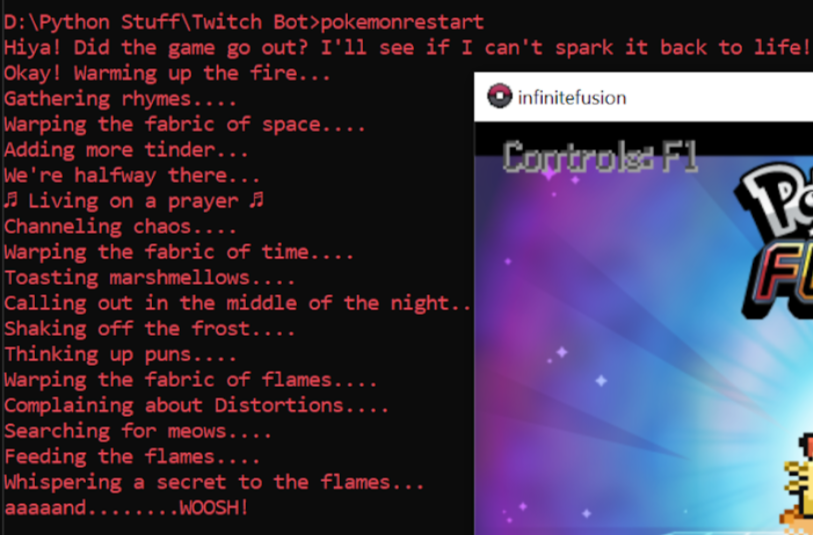 D:\Python Stuff\Twitch Bot>pokemonrestart
Hiya! Did the game go out? I'll see if I can't spark it back to life!
Okay! Warming up the fire...
Gathering rhymes....
Warping the fabric of space....
Adding more tinder...
We're halfway there...
♫ Living on a prayer ♫
Channeling chaos....
Warping the fabric of time....
Toasting marshmellows....
Calling out in the middle of the night..
Shaking off the frost....
Thinking up puns....
Warping the fabric of flames....
Complaining about Distortions....
Searching for meows....
Feeding the flames....
Whispering a secret to the flames...
aaaaand........WOOSH!
infinitefusion
Controls: F1